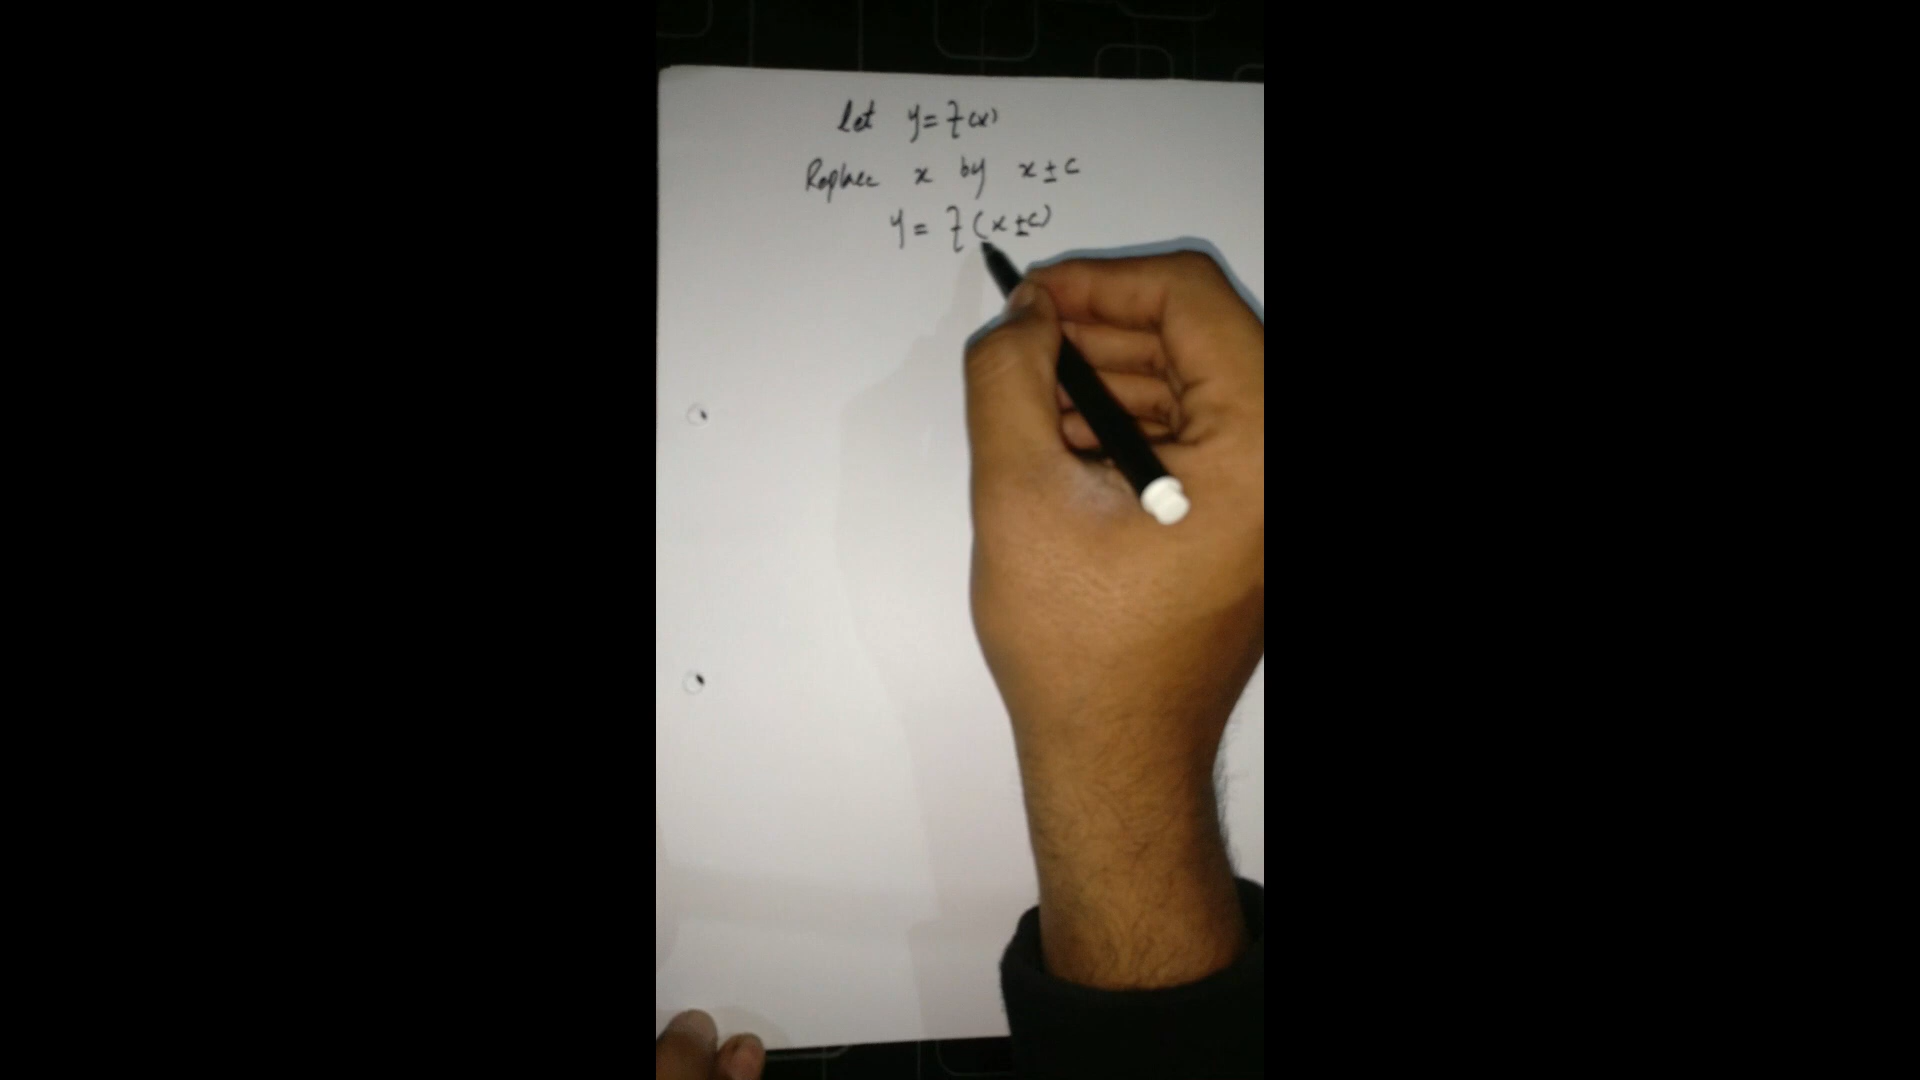 let y = f(x)
Replace x by x ± c
y = f(x ± c)